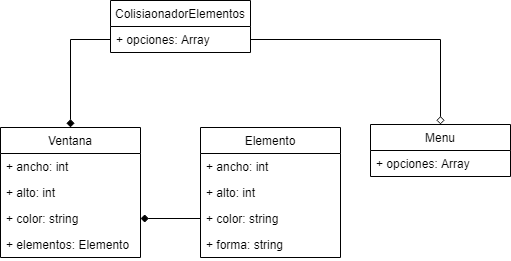 ColisiaonadorElementos
+ opciones: Array
Ventana
+ ancho: int
+ alto: int
+ color: string
+ elementos: Elemento
Elemento
+ ancho: int
+ alto: int
+ color: string
+ forma: string
Menu
+ opciones: Array